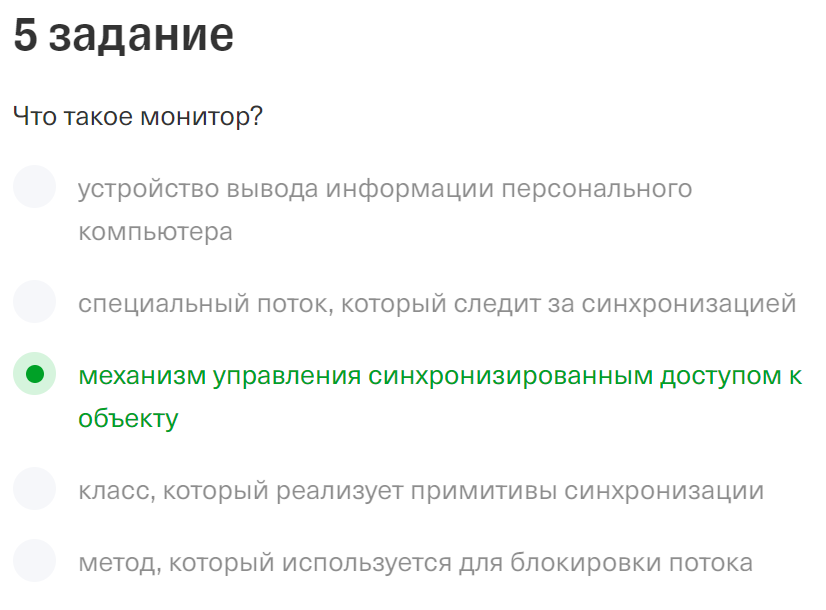 5 задание
Что такое монитор?
устройство вывода информации персонального
компьютера
специальный поток, который следит за синхронизацией
механизм управления синхронизированным доступом к
объекту
класс, который реализует примитивы синхронизации
метод, который используется для блокировки потока